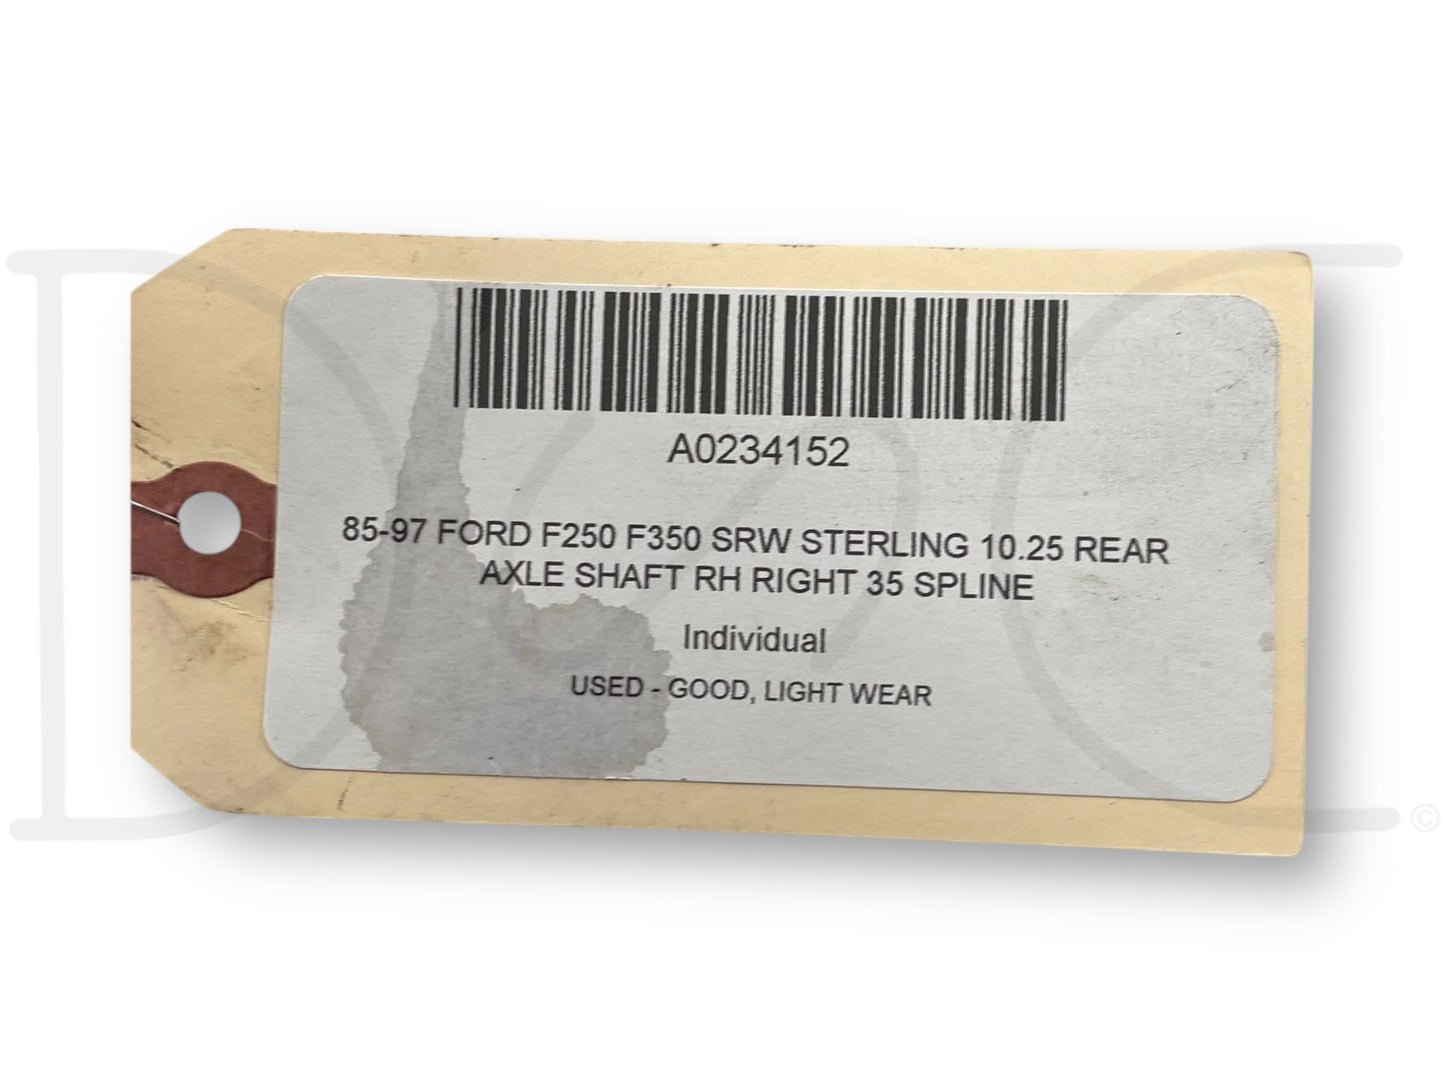 A0234152
85-97 FORD F250 F350 SRW STERLING 10.25 REAR
AXLE SHAFT RH RIGHT 35 SPLINE
Individual
USED - GOOD, LIGHT WEAR
©